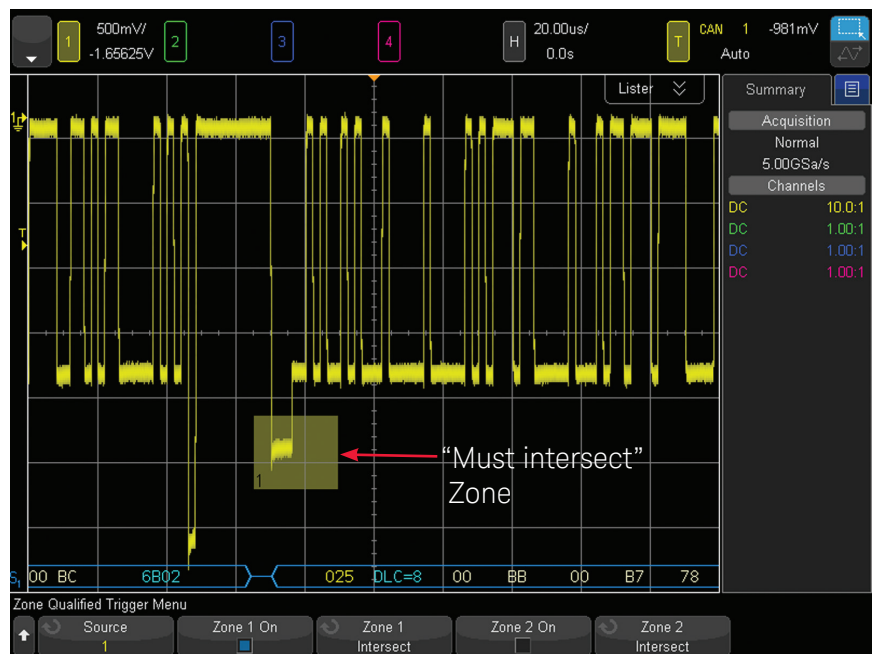 1 500mV/ -1.65625V 2 3 4 H 20.00us/ 0.0s T CAN 1 -981mV Auto
Lister
Summary
Acquisition
Normal
5.00GSa/s
Channels
DC 10.0:1
DC 1.00:1
DC 1.00:1
DC 1.00:1
1
T
"Must intersect"
Zone
1
S1 00 BC 6B02 025 DLC=8 00 BB 00 B7 78
Zone Qualified Trigger Menu
Source
1
Zone 1 On
Zone 1
Intersect
Zone 2 On
Zone 2
Intersect